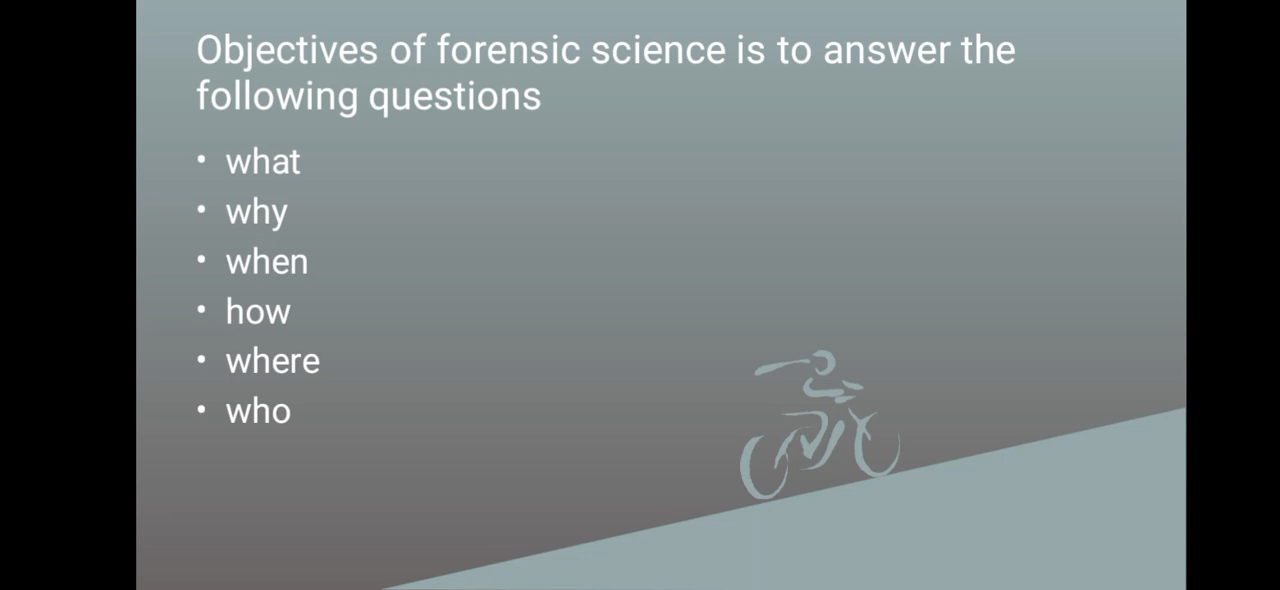 Objectives of forensic science is to answer the
following questions
• what
• why
• when
• how
• where
• who